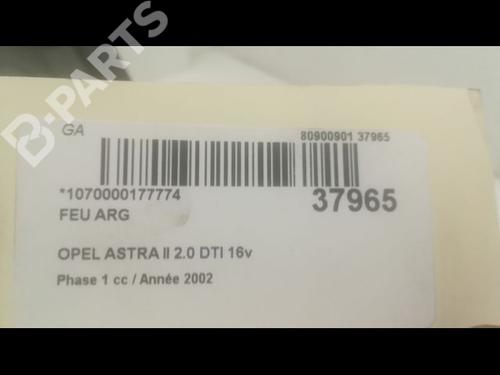 B-PARTS
GA
80900901 37965
*1070000177774
37965
FEU ARG
OPEL ASTRA II 2.0 DTI 16v
Phase 1 cc / Année 2002